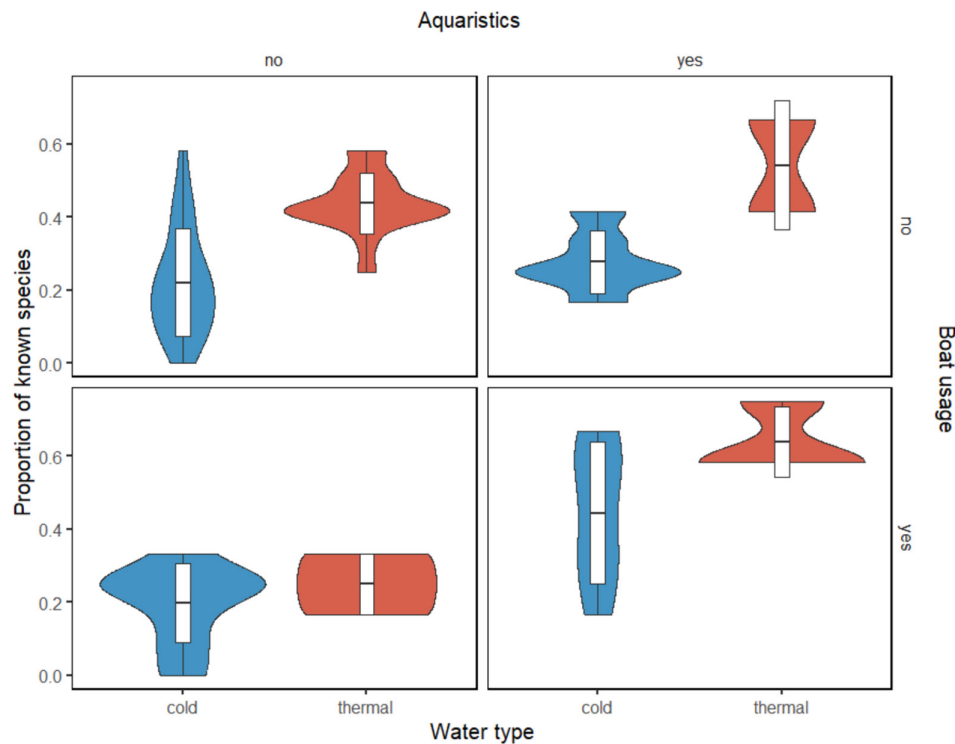 Aquaristics
no
yes
0.6
0.4
0.2
0.0
no
0.6
0.4
0.2
0.0
yes
Proportion of known species
Boat usage
cold
thermal
cold
thermal
Water type